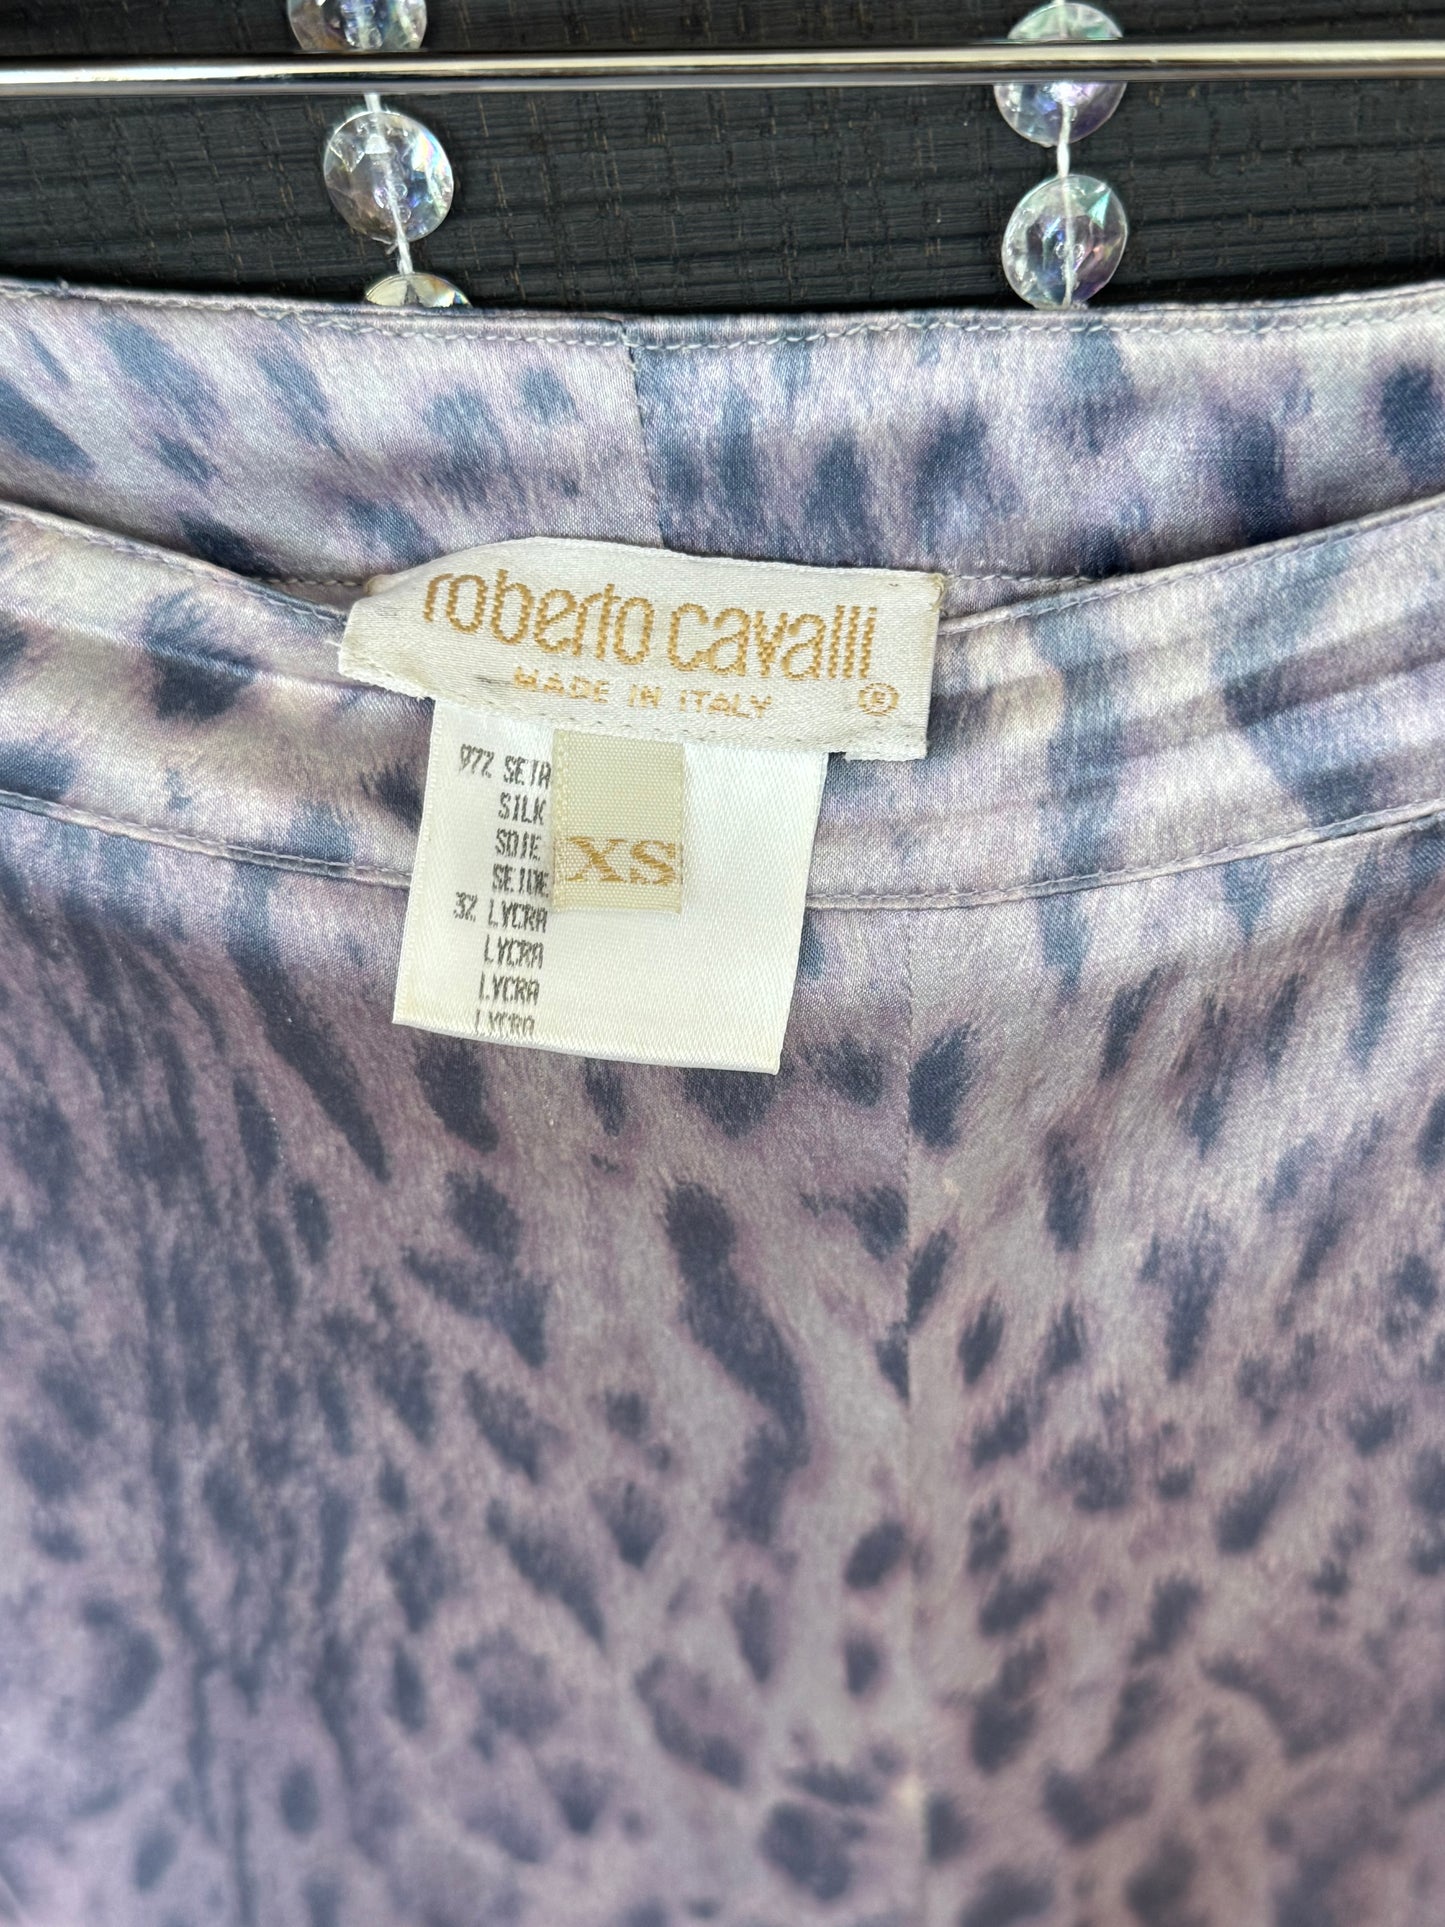 roberto cavalli
MADE IN ITALY ®
97% SETA
SILK
SOIE
SEIDE
3% LYCRA
LYCRA
LYCRA
LYCRA
XS